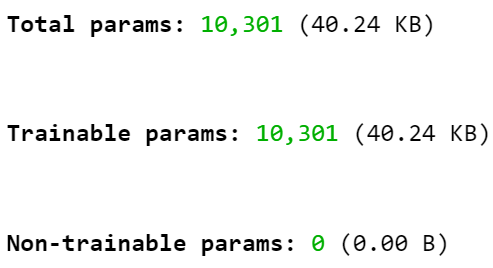 Total params: 10,301 (40.24 KB)
Trainable params: 10,301 (40.24 KB)
Non-trainable params: 0 (0.00 B)